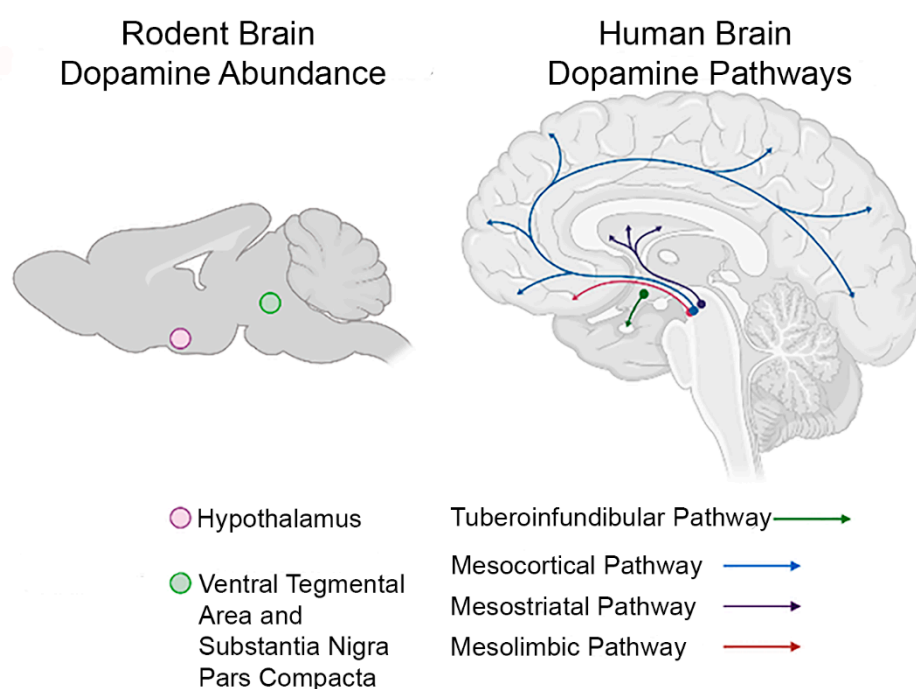 Rodent Brain
Dopamine Abundance
Human Brain
Dopamine Pathways
Hypothalamus
Ventral Tegmental
Area and
Substantia Nigra
Pars Compacta
Tuberoinfundibular Pathway
Mesocortical Pathway
Mesostriatal Pathway
Mesolimbic Pathway